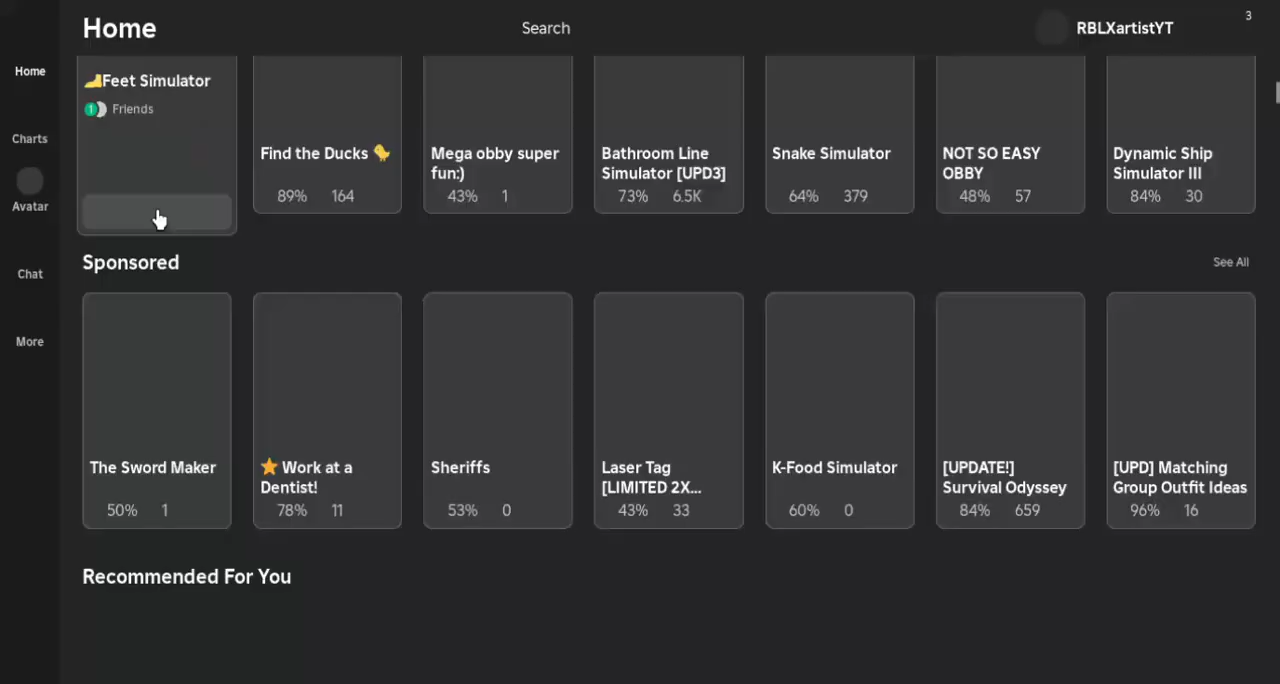 Home
Search
RBLXartistYT
3
Home
Charts
Avatar
Chat
More
Feet Simulator
1 Friends
Find the Ducks 🐤
89% 164
Mega obby super
fun:)
43% 1
Bathroom Line
Simulator [UPD3]
73% 6.5K
Snake Simulator
64% 379
NOT SO EASY
OBBY
48% 57
Dynamic Ship
Simulator III
84% 30
Sponsored
See All
The Sword Maker
50% 1
⭐ Work at a
Dentist!
78% 11
Sheriffs
53% 0
Laser Tag
[LIMITED 2X...
43% 33
K-Food Simulator
60% 0
[UPDATE!]
Survival Odyssey
84% 659
[UPD] Matching
Group Outfit Ideas
96% 16
Recommended For You